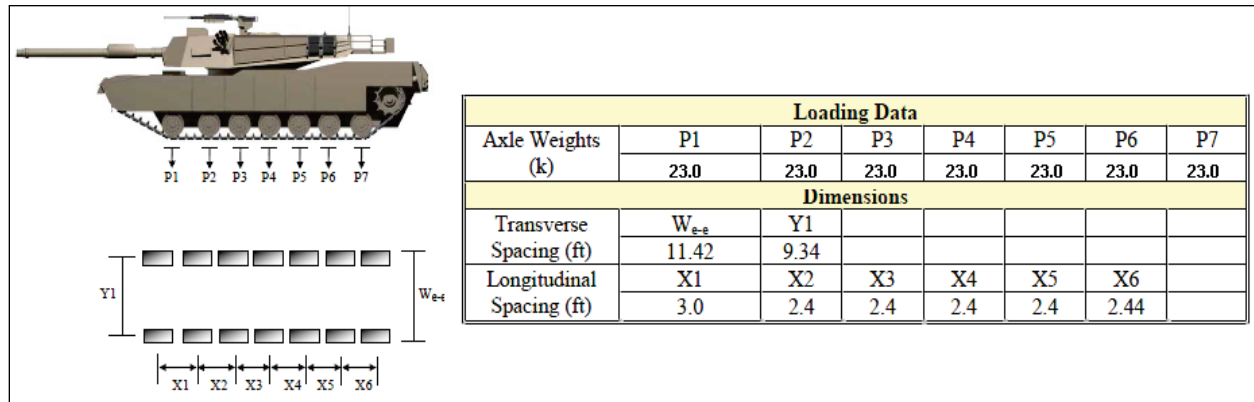 P1 P2 P3 P4 P5 P6 P7
Y1
W e-e
X1 X2 X3 X4 X5 X6
Loading Data
Axle Weights (k) P1 P2 P3 P4 P5 P6 P7
23.0 23.0 23.0 23.0 23.0 23.0 23.0
Dimensions
Transverse Spacing (ft) W e-e Y1
11.42 9.34
Longitudinal Spacing (ft) X1 X2 X3 X4 X5 X6
3.0 2.4 2.4 2.4 2.4 2.44